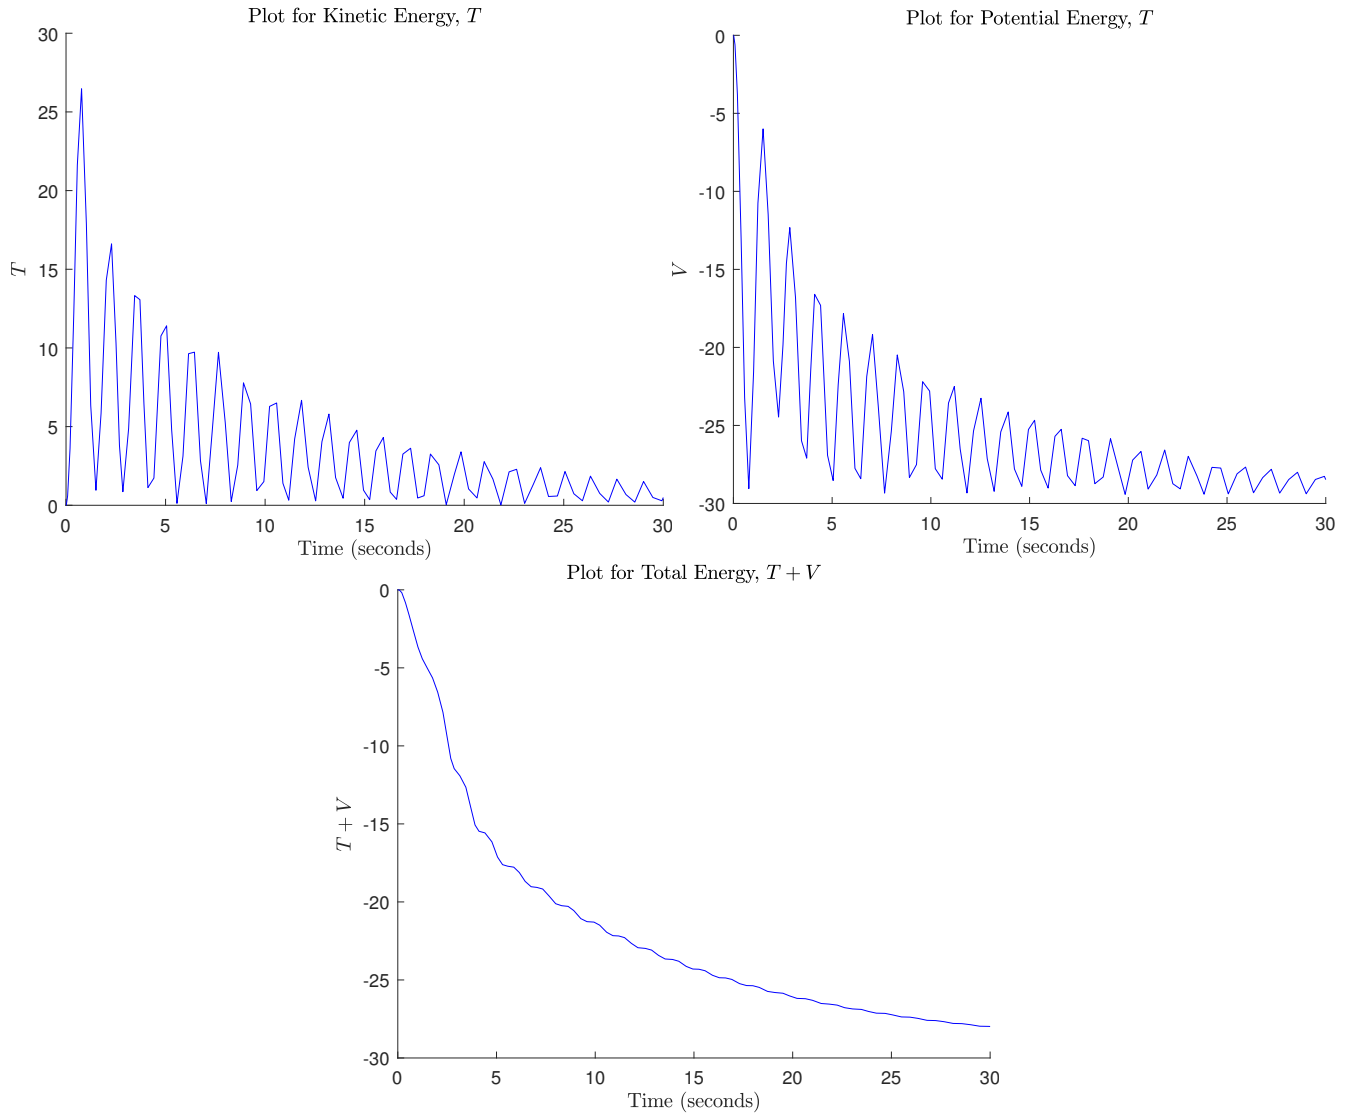 Plot for Kinetic Energy, T
30
25
20
15
10
5
0
T
0 5 10 15 20 25 30
Time (seconds)
Plot for Potential Energy, T
0
-5
-10
-15
-20
-25
-30
V
0 5 10 15 20 25 30
Time (seconds)
Plot for Total Energy, T + V
0
-5
-10
-15
-20
-25
-30
T + V
0 5 10 15 20 25 30
Time (seconds)